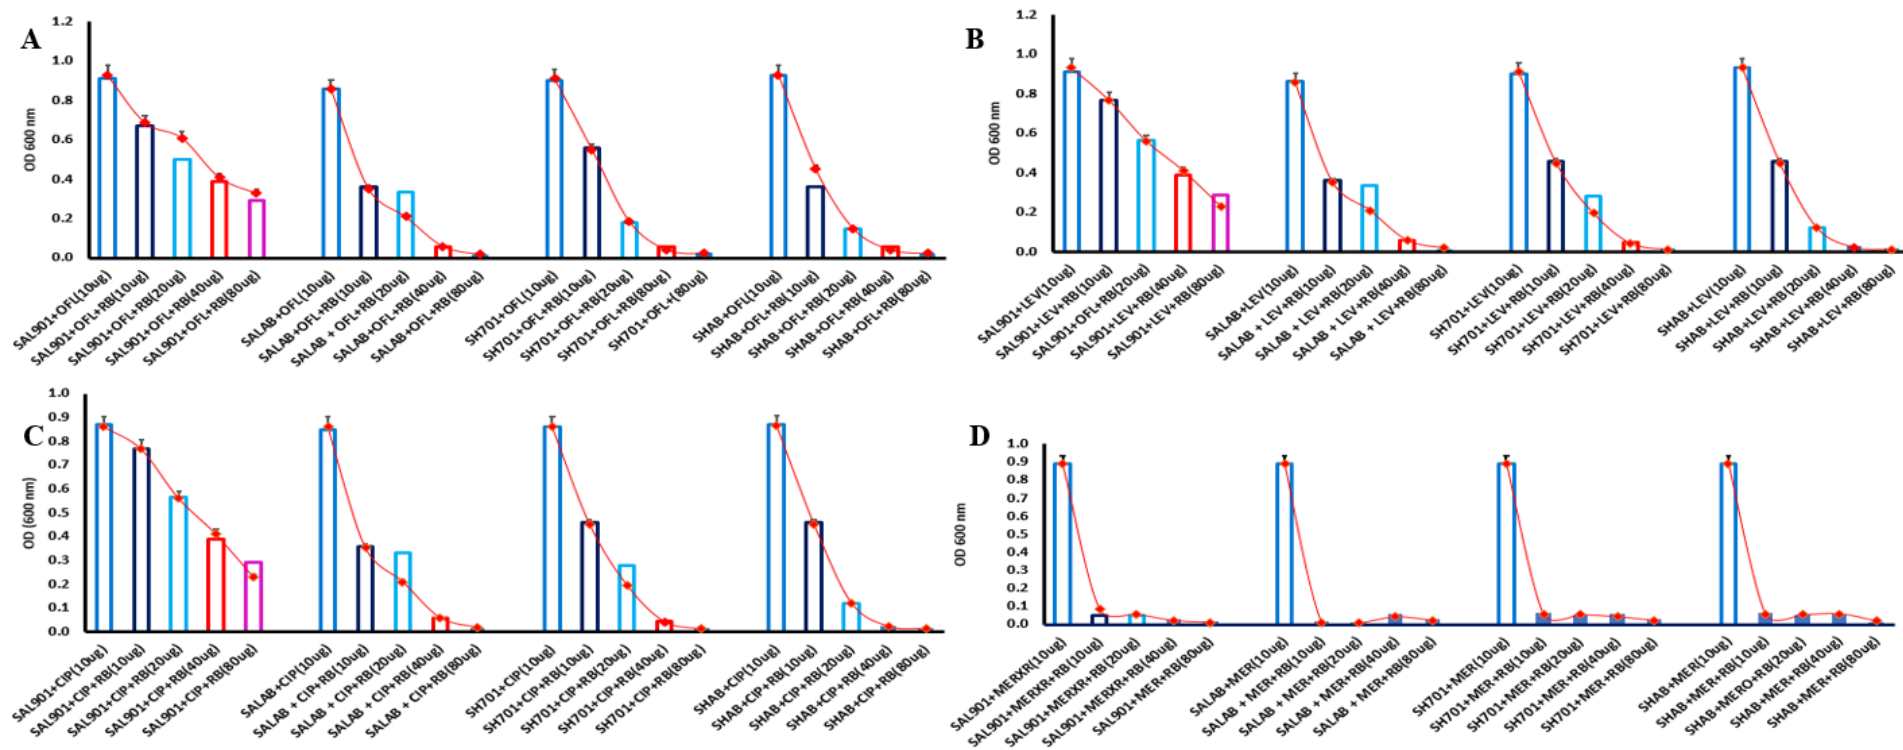 A
OD 600 nm
1.2
1.0
0.8
0.6
0.4
0.2
0.0
SAL901+OFL(10ug)
SAL901+OFL+RB(10ug)
SAL901+OFL+RB(20ug)
SAL901+OFL+RB(40ug)
SAL901+OFL+RB(80ug)
SALAB+OFL(10ug)
SALAB+OFL+RB(10ug)
SALAB + OFL+RB(20ug)
SALAB+OFL+RB(40ug)
SALAB+OFL+RB(80ug)
SH701+OFL(10ug)
SH701+OFL+RB(10ug)
SH701+OFL+RB(20ug)
SH701+OFL+RB(80ug)
SH701+OFL+(80ug)
SHAB+OFL(10ug)
SHAB+OFL+RB(10ug)
SHAB+OFL+RB(20ug)
SHAB+OFL+RB(40ug)
SHAB+OFL+RB(80ug)
B
OD 600 nm
1.2
1.0
0.8
0.6
0.4
0.2
0.0
SAL901+LEV(10ug)
SAL901+LEV+RB(10ug)
SAL901+OFL+RB(20ug)
SAL901+LEV+RB(40ug)
SAL901+LEV+RB(80ug)
SALAB+LEV(10ug)
SALAB + LEV+RB(10ug)
SALAB + LEV+RB(20ug)
SALAB + LEV+RB(40ug)
SALAB + LEV+RB(80ug)
SH701+LEV(10ug)
SH701+LEV+RB(10ug)
SH701+LEV+RB(20ug)
SH701+LEV+RB(40ug)
SH701+LEV+RB(80ug)
SHAB+LEV(10ug)
SHAB+LEV+RB(10ug)
SHAB+LEV+RB(20ug)
SHAB+LEV+RB(40ug)
SHAB+LEV+RB(80ug)
C
OD (600 nm)
1.0
0.9
0.8
0.7
0.6
0.5
0.4
0.3
0.2
0.1
0.0
SAL901+CIP(10ug)
SAL901+CIP+RB(10ug)
SAL901+CIP+RB(20ug)
SAL901+CIP+RB(40ug)
SAL901+CIP+RB(80ug)
SALAB+CIP(10ug)
SALAB + CIP+RB(10ug)
SALAB + CIP+RB(20ug)
SALAB + CIP+RB(40ug)
SALAB + CIP+RB(80ug)
SH701+CIP(10ug)
SH701+CIP+RB(10ug)
SH701+CIP+RB(20ug)
SH701+CIP+RB(40ug)
SH701+CIP+RB(80ug)
SHAB+CIP(10ug)
SHAB+CIP+RB(10ug)
SHAB+CIP+RB(20ug)
SHAB+CIP+RB(40ug)
SHAB+CIP+RB(80ug)
D
OD 600 nm
1.0
0.9
0.8
0.7
0.6
0.5
0.4
0.3
0.2
0.1
0.0
SAL901+MERXR(10ug)
SAL901+MERXR+RB(10ug)
SAL901+MERXR+RB(20ug)
SAL901+MERXR+RB(40ug)
SAL901+MER+RB(80ug)
SALAB+MER(10ug)
SALAB + MER+RB(10ug)
SALAB + MER+RB(20ug)
SALAB + MER+RB(40ug)
SALAB + MER+RB(80ug)
SH701+MER(10ug)
SH701+MER+RB(10ug)
SH701+MER+RB(20ug)
SH701+MER+RB(40ug)
SH701+MER+RB(80ug)
SHAB+MER(10ug)
SHAB+MER+RB(10ug)
SHAB+MERO+RB(20ug)
SHAB+MER+RB(40ug)
SHAB+MER+RB(80ug)